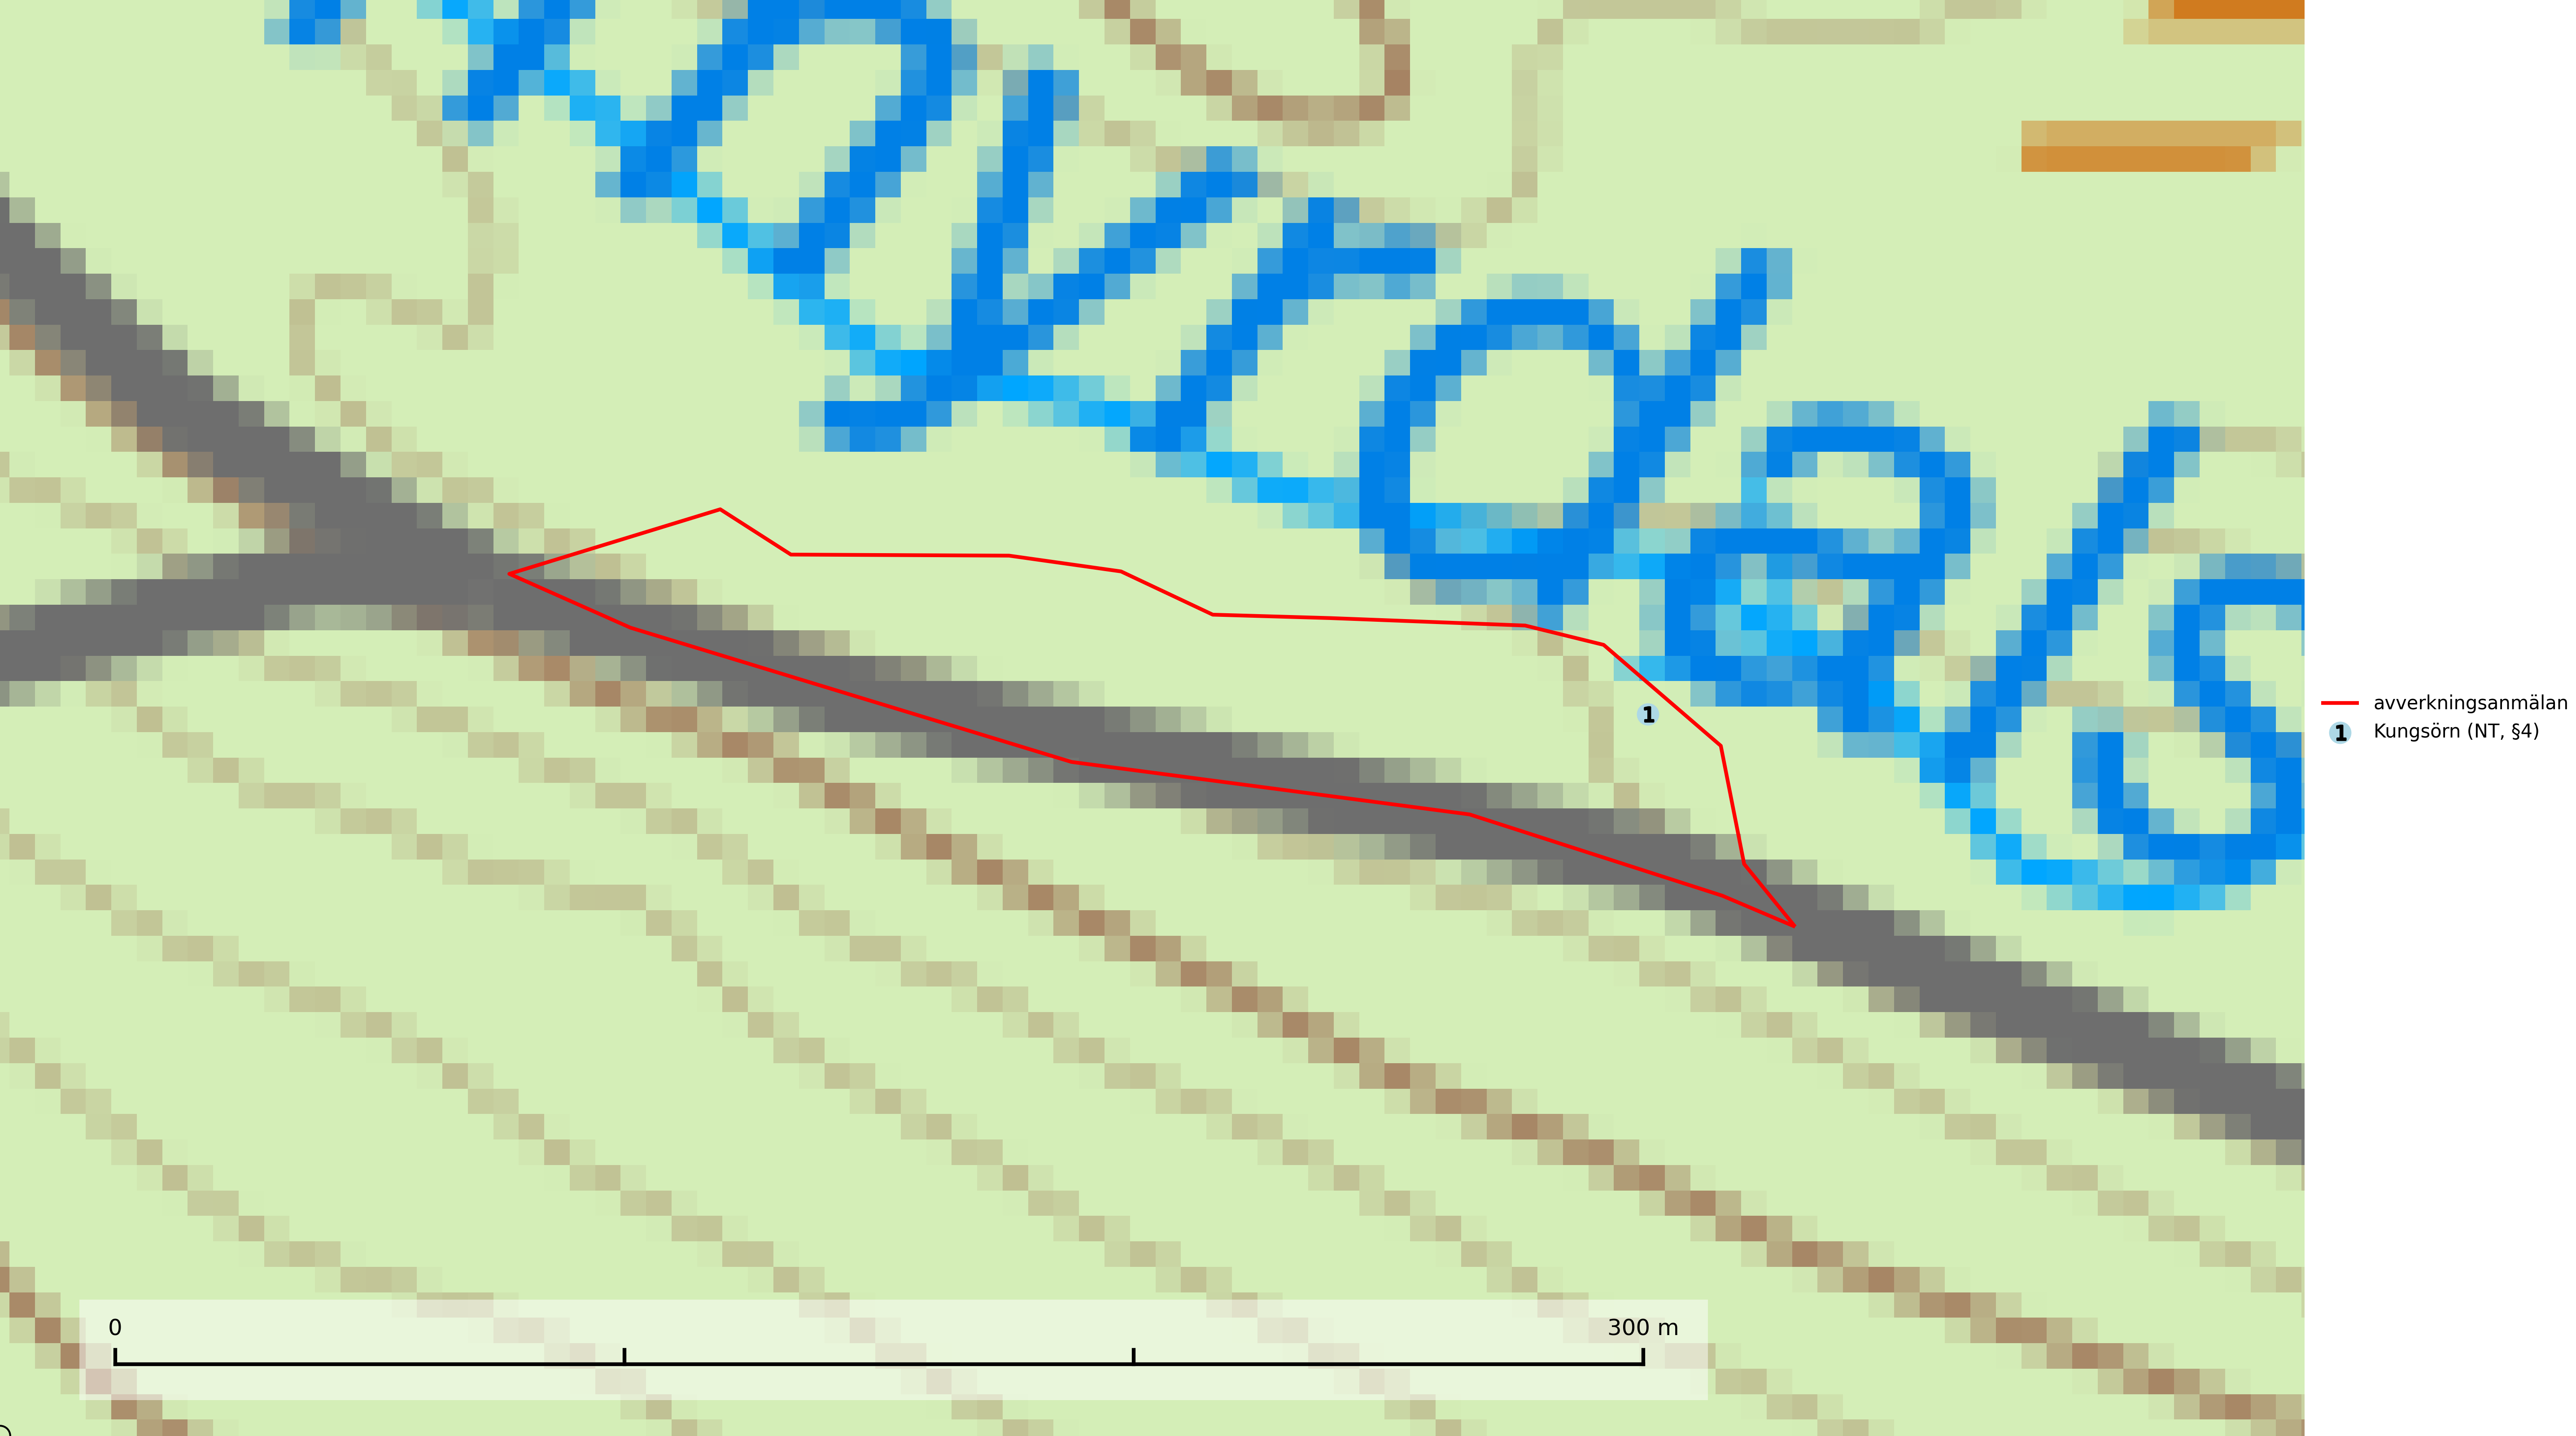 1
avverkningsanmälan
1 Kungsörn (NT, §4)
0 300 m